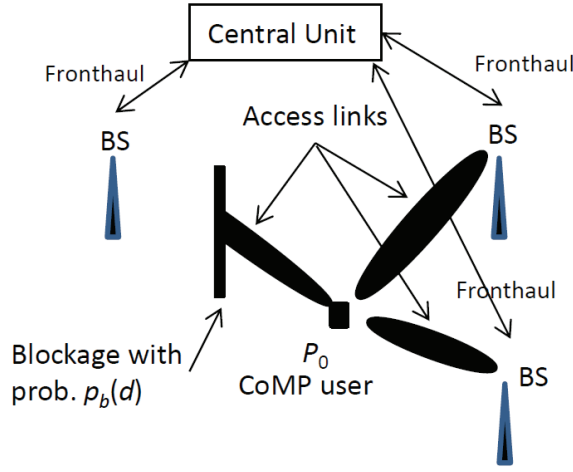 Central Unit
Fronthaul
Fronthaul
Access links
BS
BS
Fronthaul
Blockage with
prob. p_b(d)
P_0
CoMP user
BS